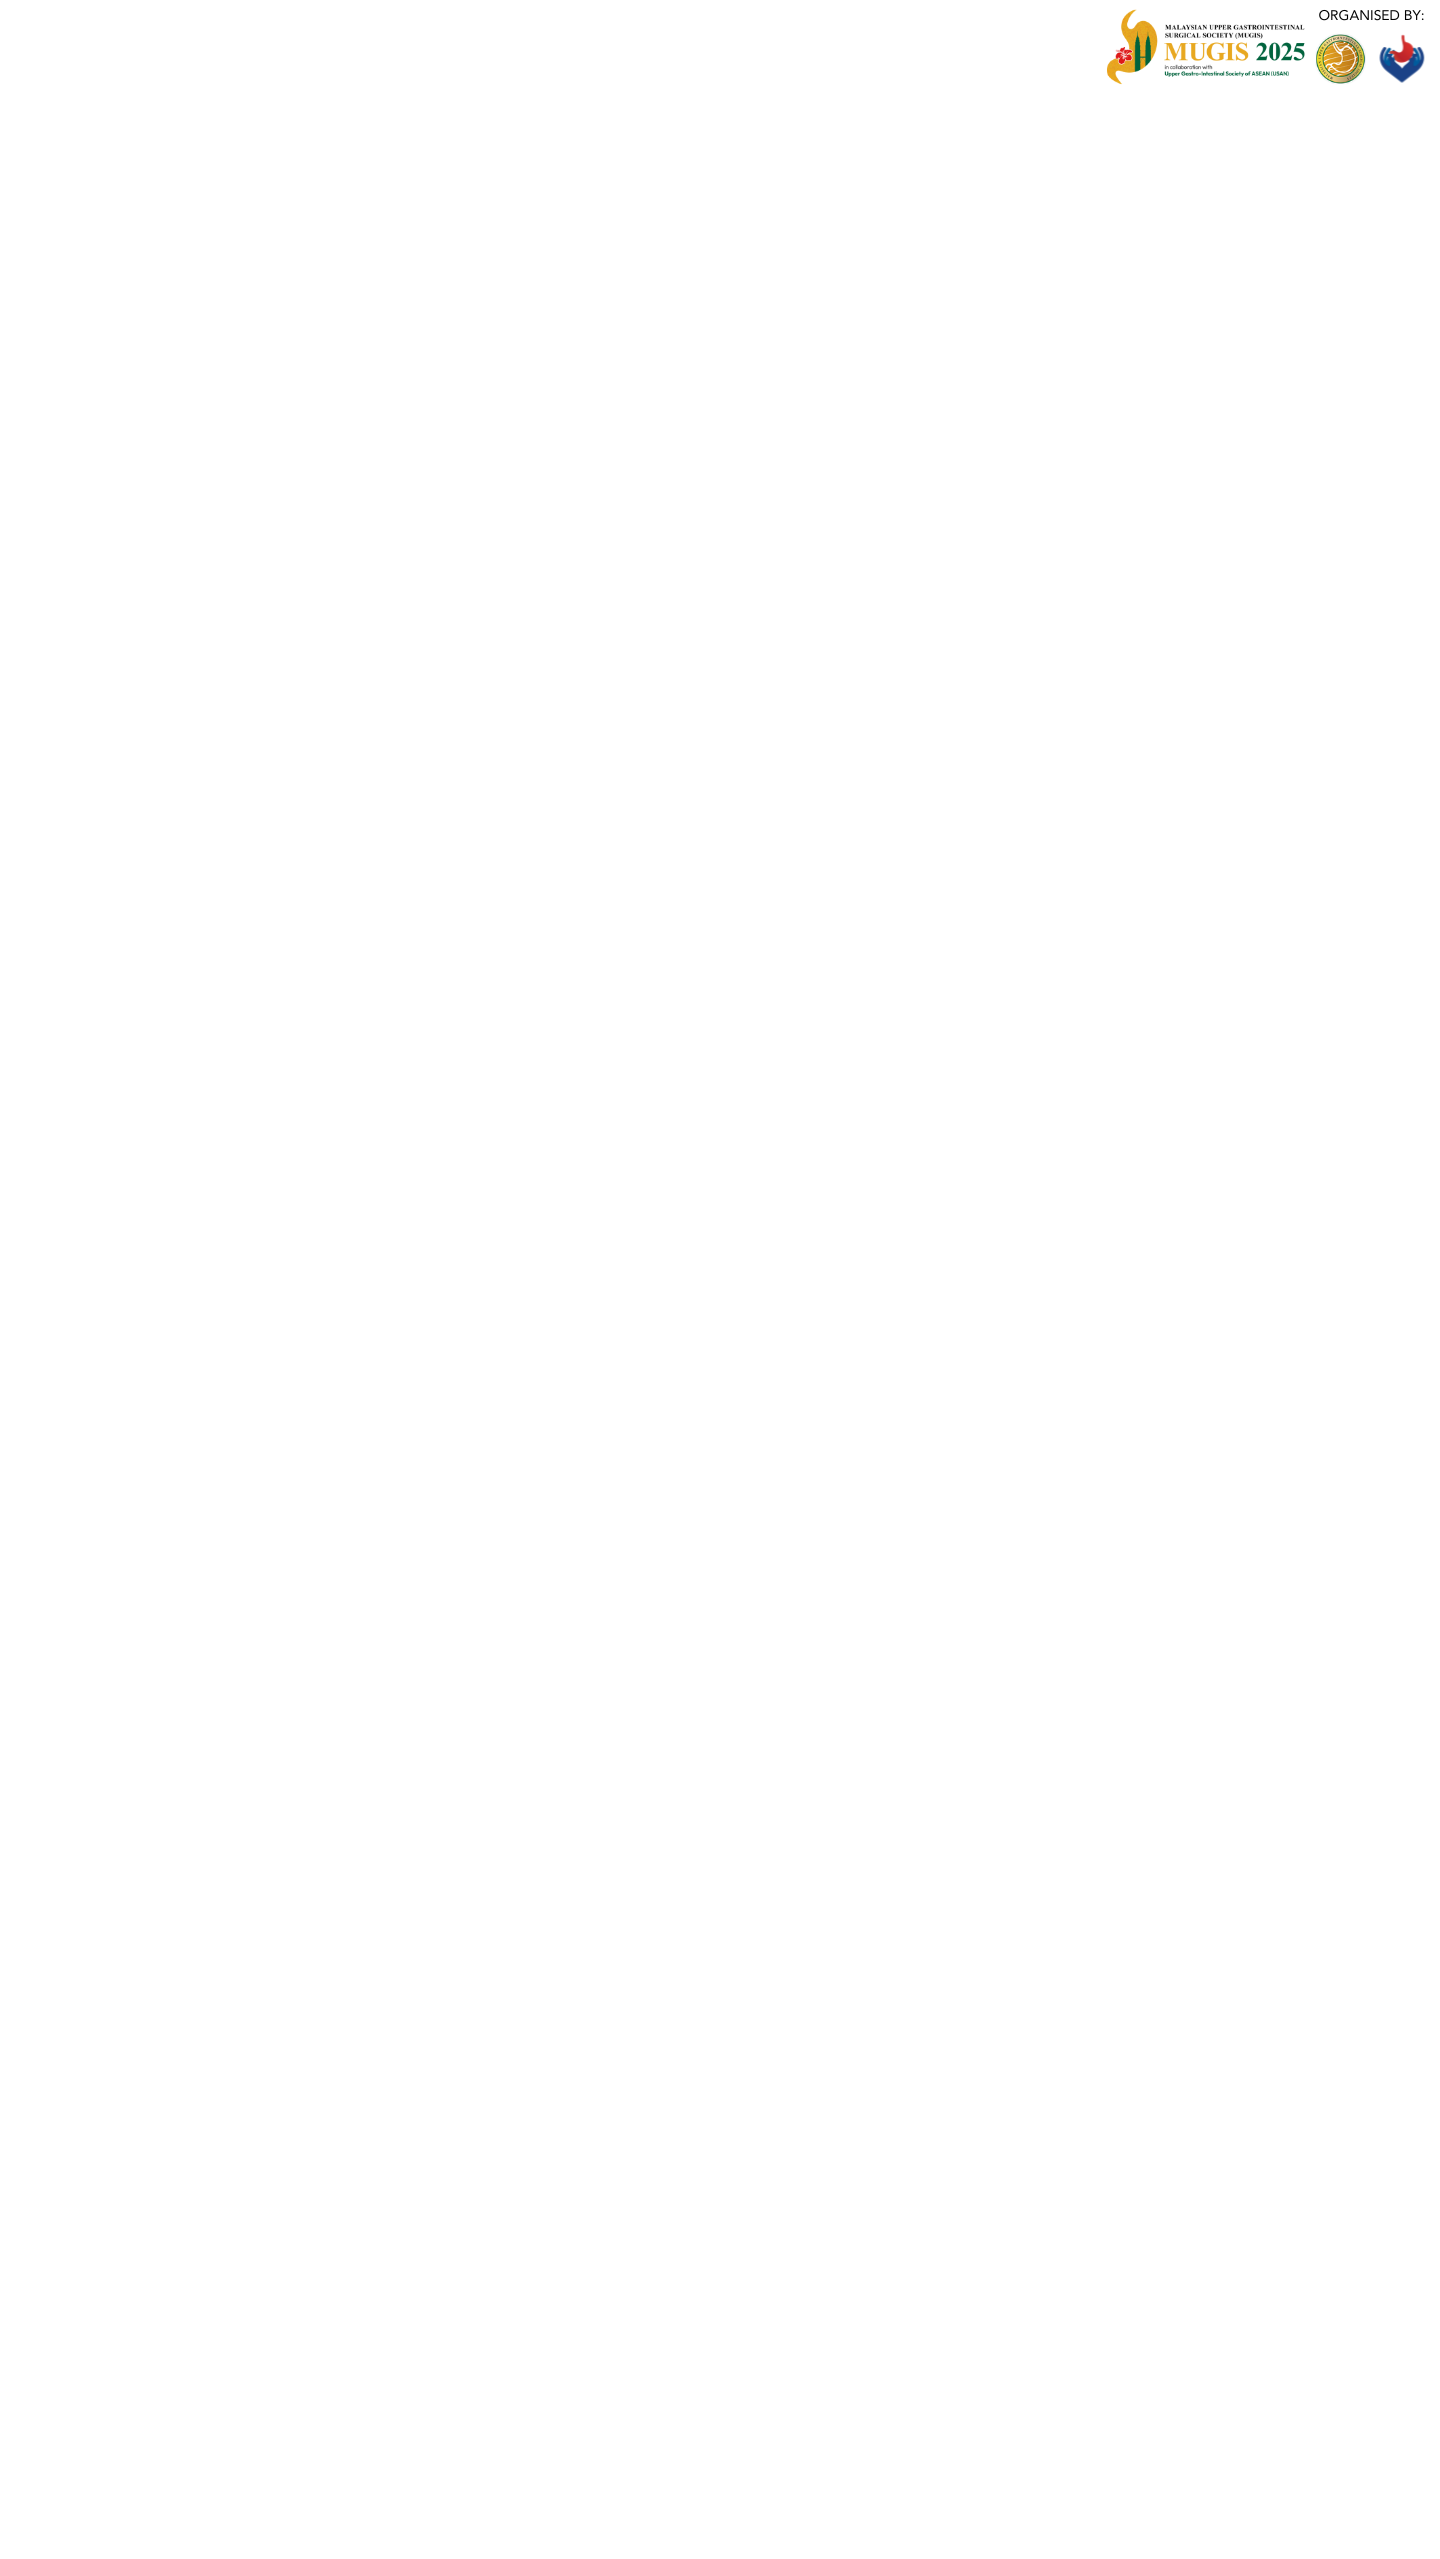 ORGANISED BY:
MALAYSIAN UPPER GASTROINTESTINAL
SURGICAL SOCIETY (MUGIS)
MUGIS 2025
in collaboration with
Upper Gastro-Intestinal Society of ASEAN (USAN)